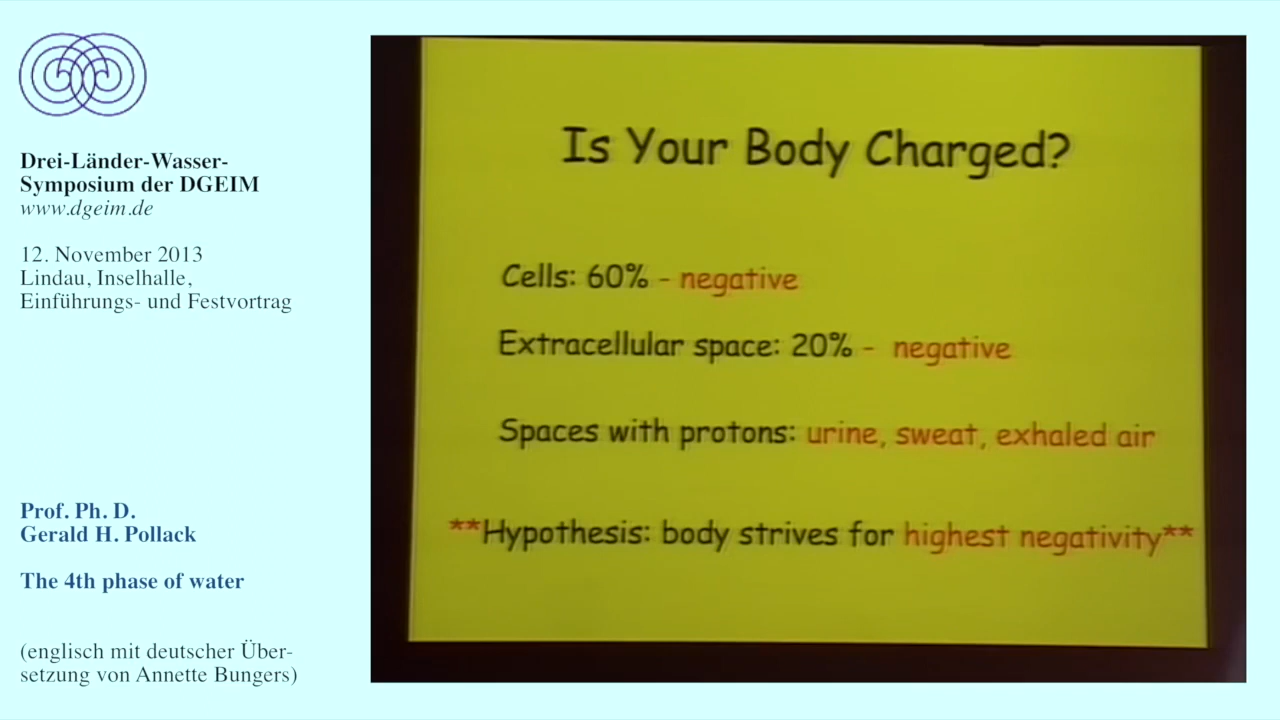 Drei-Länder-Wasser-
Symposium der DGEIM
www.dgeim.de
12. November 2013
Lindau, Inselhalle,
Einführungs- und Festvortrag
Prof. Ph. D.
Gerald H. Pollack
The 4th phase of water
(englisch mit deutscher Über-
setzung von Annette Bungers)
Is Your Body Charged?
Cells: 60% - negative
Extracellular space: 20% - negative
Spaces with protons: urine, sweat, exhaled air
**Hypothesis: body strives for highest negativity**